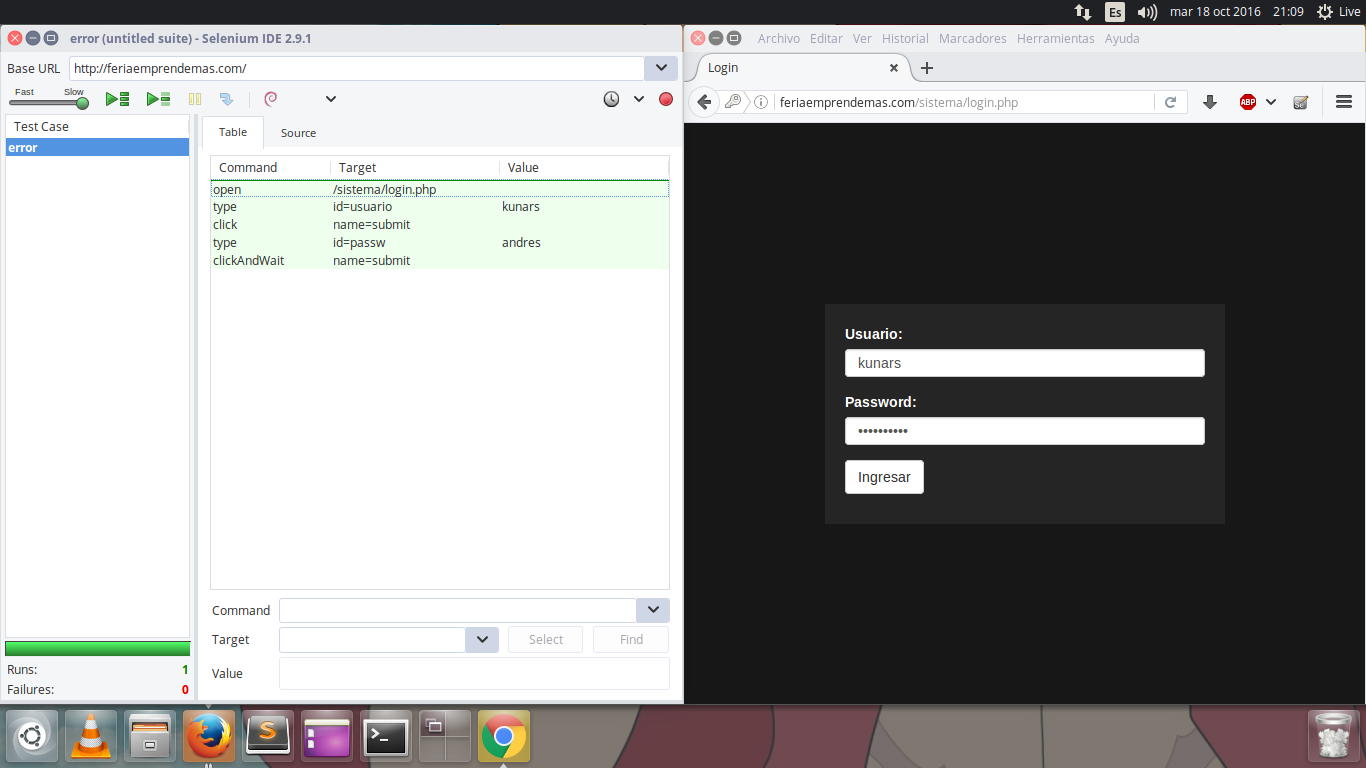 Es mar 18 oct 2016 21:09 Live
error (untitled suite) - Selenium IDE 2.9.1
Base URL http://feriaemprendemas.com/
Fast Slow
Test Case
error
Table Source
Command Target Value
open /sistema/login.php
type id=usuario kunars
click name=submit
type id=passw andres
clickAndWait name=submit
Command
Target Select Find
Value
Runs: 1
Failures: 0
Archivo Editar Ver Historial Marcadores Herramientas Ayuda
Login
feriaemprendemas.com/sistema/login.php
ABP
Se
Usuario:
kunars
Password:
••••••••••
Ingresar
S
>_